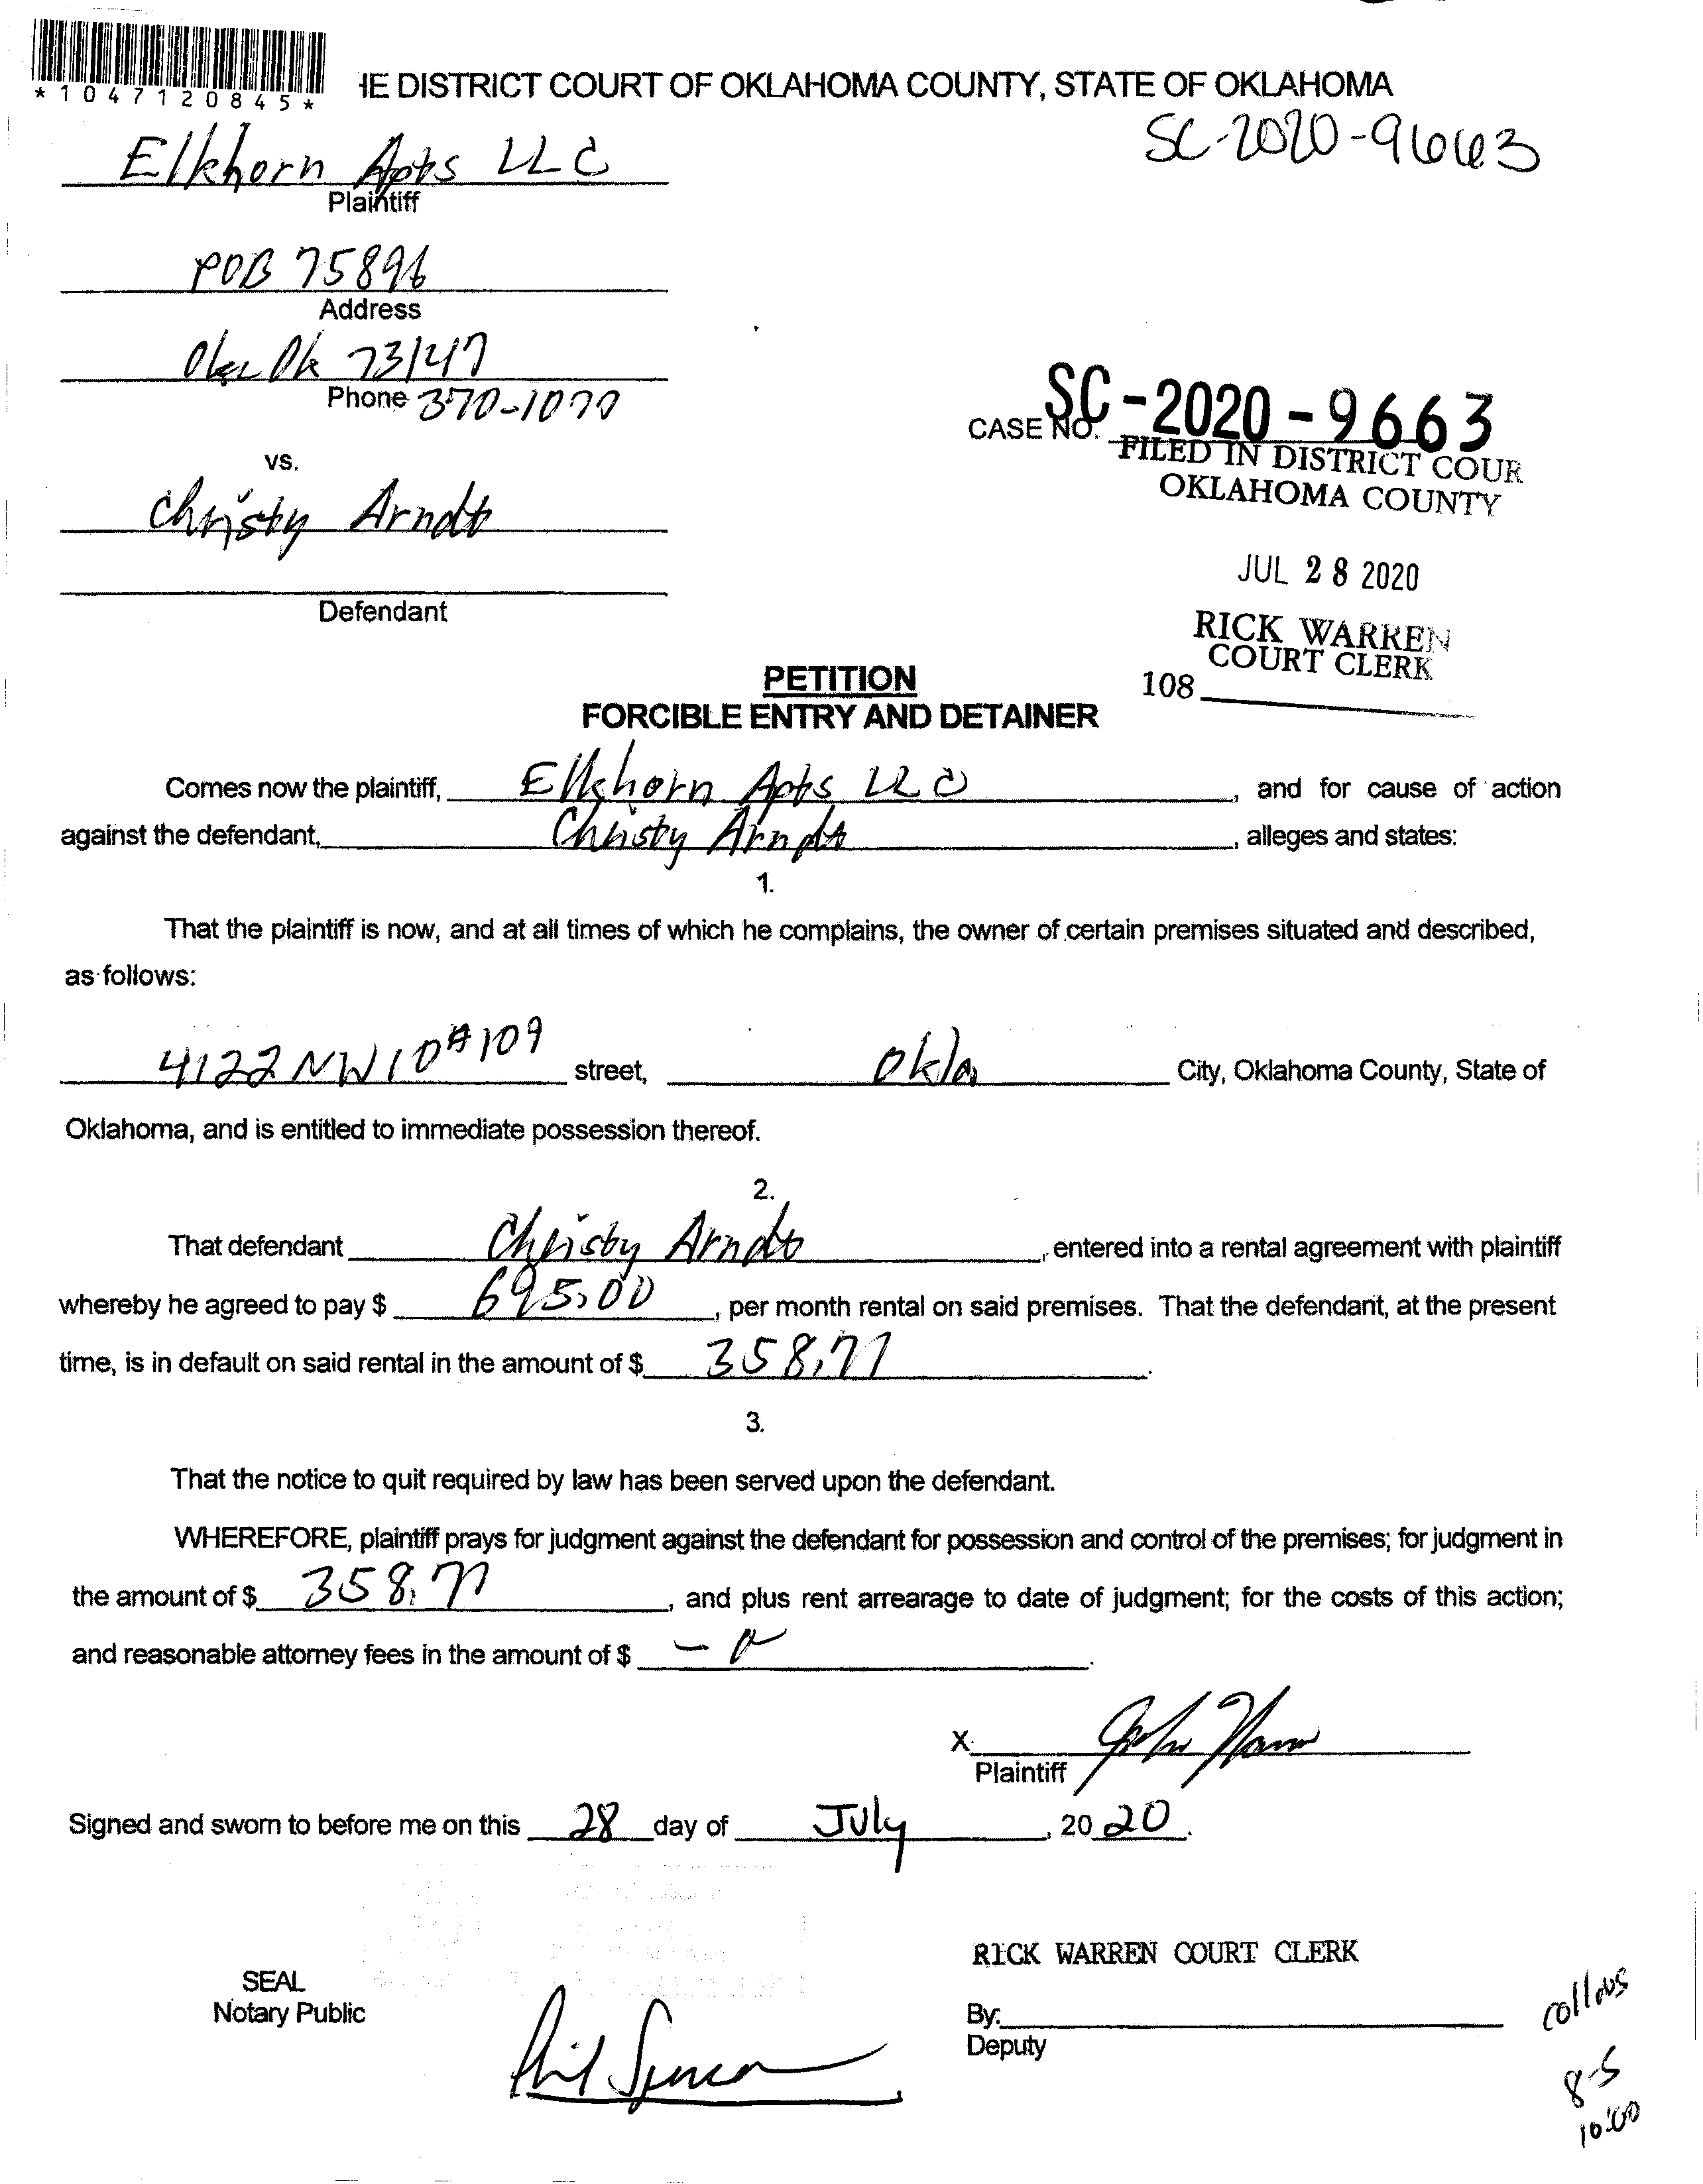 *1047120845*
IE DISTRICT COURT OF OKLAHOMA COUNTY, STATE OF OKLAHOMA
SC-2020-9663
Elkhorn Apts LLC
Plaintiff
POB 75896
Address
Okc Ok 73147
Phone 370-1077
CASE NO. SC-2020-9663
FILED IN DISTRICT COUR
OKLAHOMA COUNTY
vs.
Christy Arndt
JUL 28 2020
Defendant
RICK WARREN
COURT CLERK
108
PETITION
FORCIBLE ENTRY AND DETAINER
Comes now the plaintiff, Elkhorn Apts LLC, and for cause of action
against the defendant, Christy Arndt, alleges and states:
1.
That the plaintiff is now, and at all times of which he complains, the owner of certain premises situated and described,
as follows:
4122 NW 10 #109 street, Okla City, Oklahoma County, State of
Oklahoma, and is entitled to immediate possession thereof.
2.
That defendant Christy Arndt, entered into a rental agreement with plaintiff
whereby he agreed to pay $ 695.00, per month rental on said premises. That the defendant, at the present
time, is in default on said rental in the amount of $ 358.77.
3.
That the notice to quit required by law has been served upon the defendant.
WHEREFORE, plaintiff prays for judgment against the defendant for possession and control of the premises; for judgment in
the amount of $ 358.77, and plus rent arrearage to date of judgment; for the costs of this action;
and reasonable attorney fees in the amount of $ -0.
X
Plaintiff
Signed and sworn to before me on this 28 day of July, 2020.
RICK WARREN COURT CLERK
SEAL
Notary Public
By:
Deputy
Phil Spencer
collins
8-5
10:00